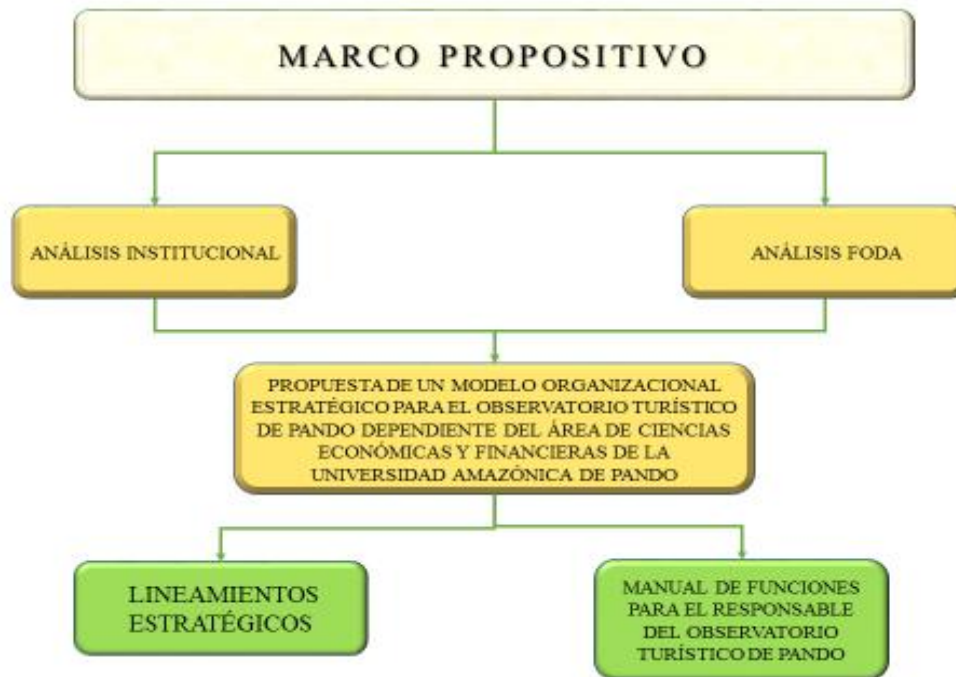 MARCO PROPOSITIVO
ANÁLISIS INSTITUCIONAL
ANÁLISIS FODA
PROPUESTA DE UN MODELO ORGANIZACIONAL
ESTRATÉGICO PARA EL OBSERVATORIO TURÍSTICO
DE PANDO DEPENDIENTE DEL ÁREA DE CIENCIAS
ECONÓMICAS Y FINANCIERAS DE LA
UNIVERSIDAD AMAZÓNICA DE PANDO
LINEAMIENTOS
ESTRATÉGICOS
MANUAL DE FUNCIONES
PARA EL RESPONSABLE
DEL OBSERVATORIO
TURÍSTICO DE PANDO